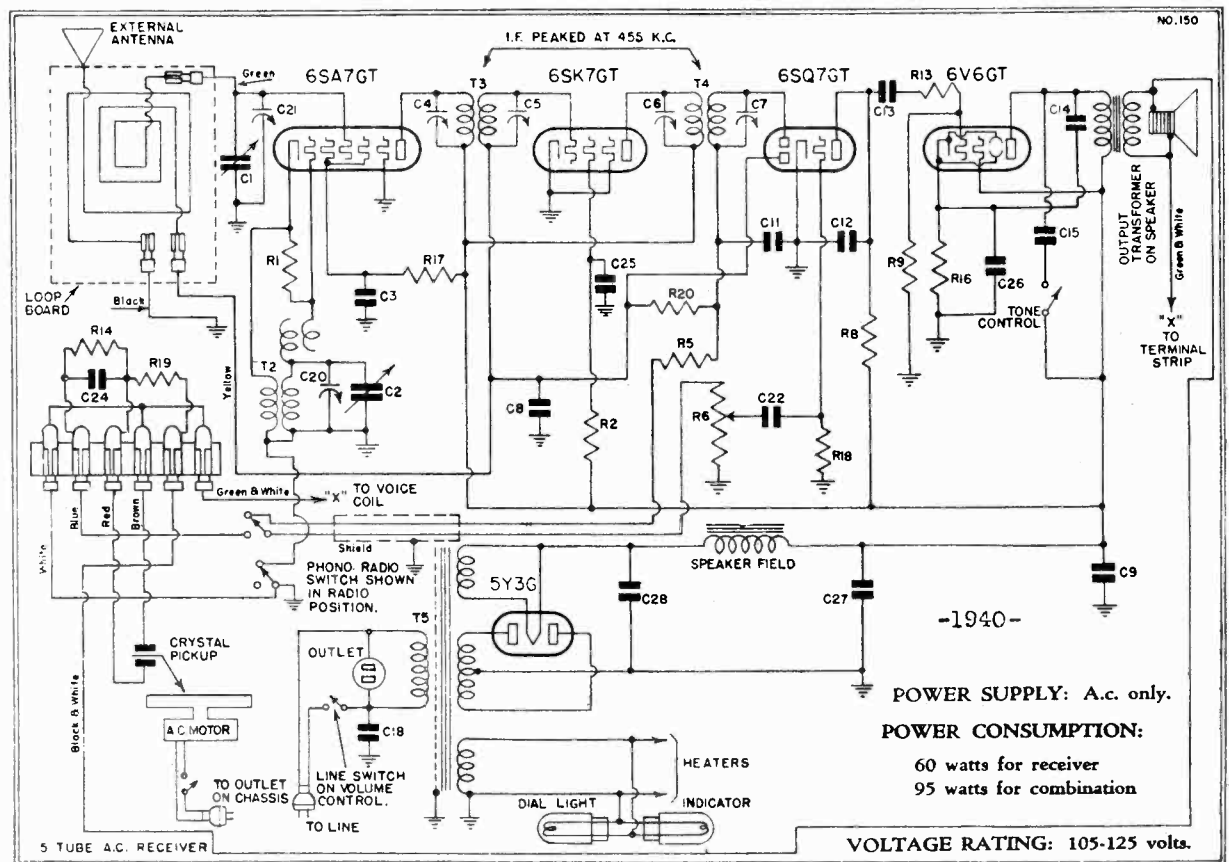 NO. 150
EXTERNAL
ANTENNA
I.F. PEAKED AT 455 K.C.
Green
6SA7GT
T3
6SK7GT
T4
6SQ7GT
R13
6V6GT
C21
C4
C5
C6
C7
C13
C14
C1
LOOP
BOARD
Black
R1
C3
R17
C25
C11
C12
R9
R16
C26
C15
TONE
CONTROL
OUTPUT
TRANSFORMER
ON SPEAKER
Green & White
"X"
TO
TERMINAL
STRIP
R14
R19
C24
Yellow
T2
C20
C2
R20
R5
R8
C8
R2
R6
C22
R18
Green & White
"X" TO VOICE
COIL
White
Blue
Red
Brown
Shield
PHONO. RADIO
SWITCH SHOWN
IN RADIO
POSITION.
SPEAKER FIELD
5Y3G
C28
C27
C9
T5
-1940-
CRYSTAL
PICKUP
OUTLET
Black & White
A C MOTOR
C18
LINE SWITCH
ON VOLUME
CONTROL.
TO OUTLET
ON CHASSIS
TO LINE
HEATERS
DIAL LIGHT
INDICATOR
POWER SUPPLY: A.c. only.
POWER CONSUMPTION:
60 watts for receiver
95 watts for combination
5 TUBE A.C. RECEIVER
VOLTAGE RATING: 105-125 volts.